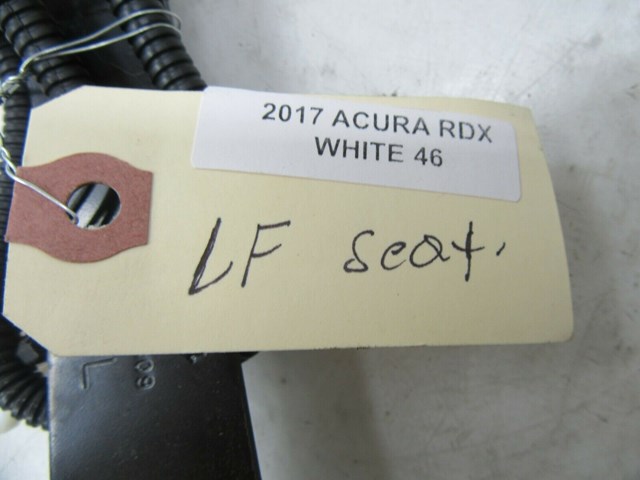 2017 ACURA RDX
WHITE 46
LF seat.